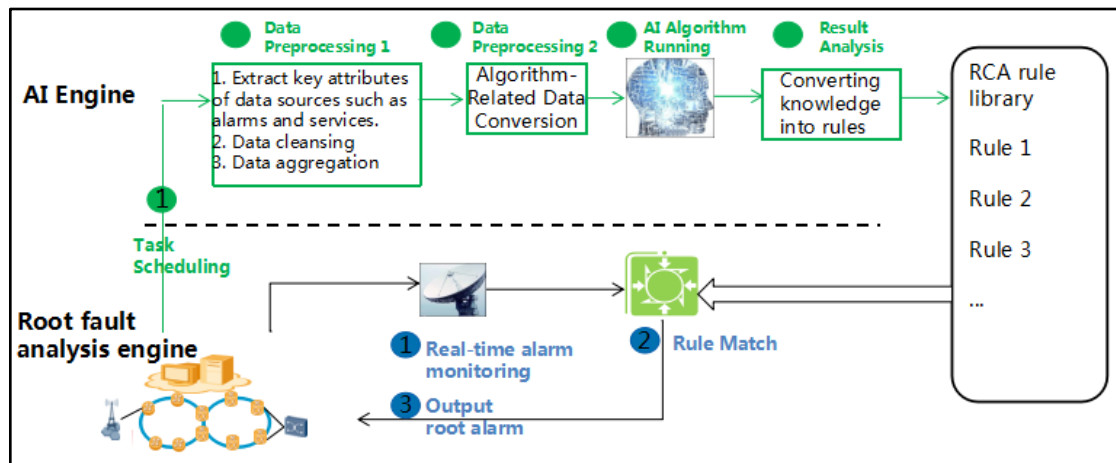 Data
Preprocessing 1
Data
Preprocessing 2
AI Algorithm
Running
Result
Analysis
AI Engine
1. Extract key attributes
of data sources such as
alarms and services.
2. Data cleansing
3. Data aggregation
Algorithm-
Related Data
Conversion
Converting
knowledge
into rules
RCA rule
library
Rule 1
Rule 2
Rule 3
...
1
Task
Scheduling
Root fault
analysis engine
1 Real-time alarm
monitoring
2 Rule Match
3 Output
root alarm